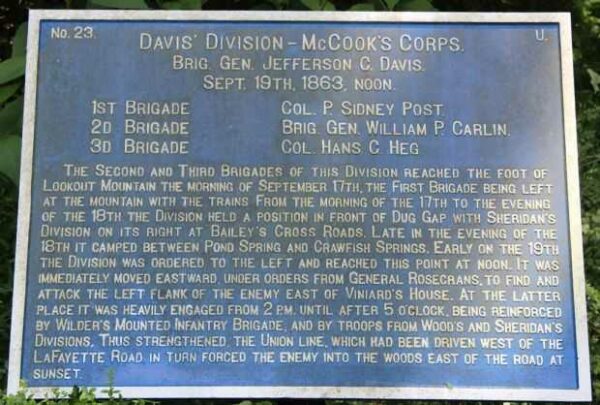 No. 23.
U.
DAVIS' DIVISION – MCCOOK'S CORPS.
BRIG. GEN. JEFFERSON C. DAVIS.
SEPT. 19TH, 1863, NOON.
1ST BRIGADE COL. P. SIDNEY POST.
2D BRIGADE BRIG. GEN. WILLIAM P. CARLIN.
3D BRIGADE COL. HANS C. HEG
THE SECOND AND THIRD BRIGADES OF THIS DIVISION REACHED THE FOOT OF
LOOKOUT MOUNTAIN THE MORNING OF SEPTEMBER 17TH, THE FIRST BRIGADE BEING LEFT
AT THE MOUNTAIN WITH THE TRAINS FROM THE MORNING OF THE 17TH TO THE EVENING
OF THE 18TH THE DIVISION HELD A POSITION IN FRONT OF DUG GAP WITH SHERIDAN'S
DIVISION ON ITS RIGHT AT BAILEY'S CROSS ROADS. LATE IN THE EVENING OF THE
18TH IT CAMPED BETWEEN POND SPRING AND CRAWFISH SPRINGS. EARLY ON THE 19TH
THE DIVISION WAS ORDERED TO THE LEFT AND REACHED THIS POINT AT NOON. IT WAS
IMMEDIATELY MOVED EASTWARD, UNDER ORDERS FROM GENERAL ROSECRANS, TO FIND AND
ATTACK THE LEFT FLANK OF THE ENEMY EAST OF VINIARD'S HOUSE. AT THE LATTER
PLACE IT WAS HEAVILY ENGAGED FROM 2 P.M. UNTIL AFTER 5 O'CLOCK, BEING REINFORCED
BY WILDER'S MOUNTED INFANTRY BRIGADE, AND BY TROOPS FROM WOOD'S AND SHERIDAN'S
DIVISIONS. THUS STRENGTHENED, THE UNION LINE, WHICH HAD BEEN DRIVEN WEST OF THE
LAFAYETTE ROAD, IN TURN FORCED THE ENEMY INTO THE WOODS EAST OF THE ROAD AT
SUNSET.